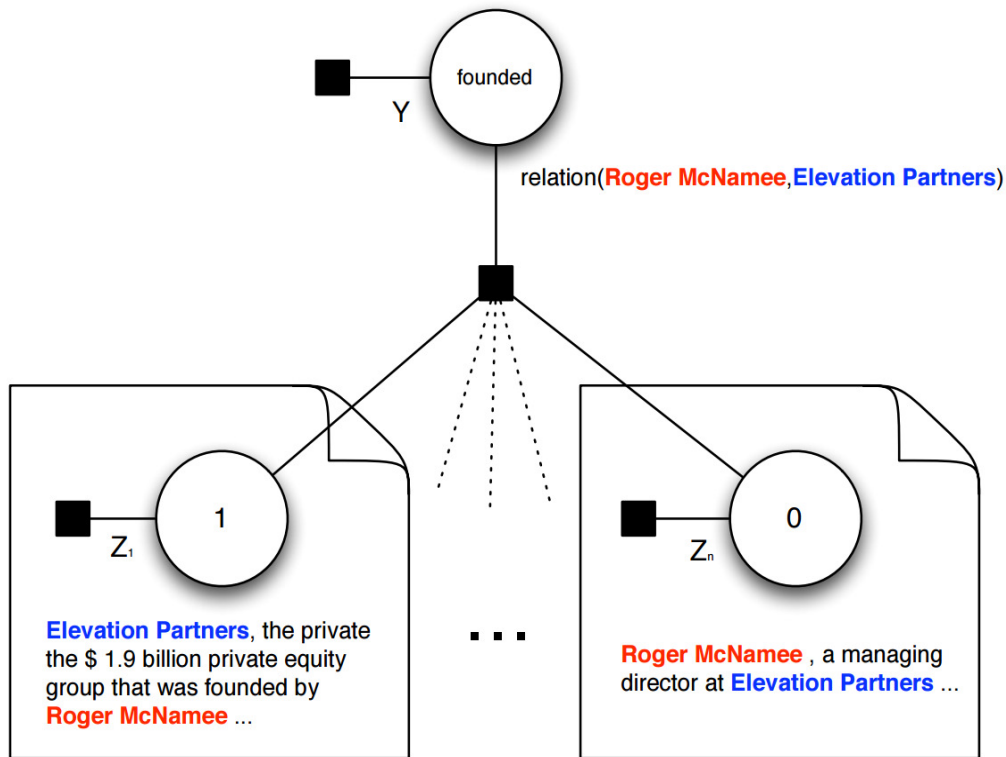 founded
Y
relation(Roger McNamee,Elevation Partners)
1
Z₁
Elevation Partners, the private
the $ 1.9 billion private equity
group that was founded by
Roger McNamee ...
...
0
Zₙ
Roger McNamee , a managing
director at Elevation Partners ...